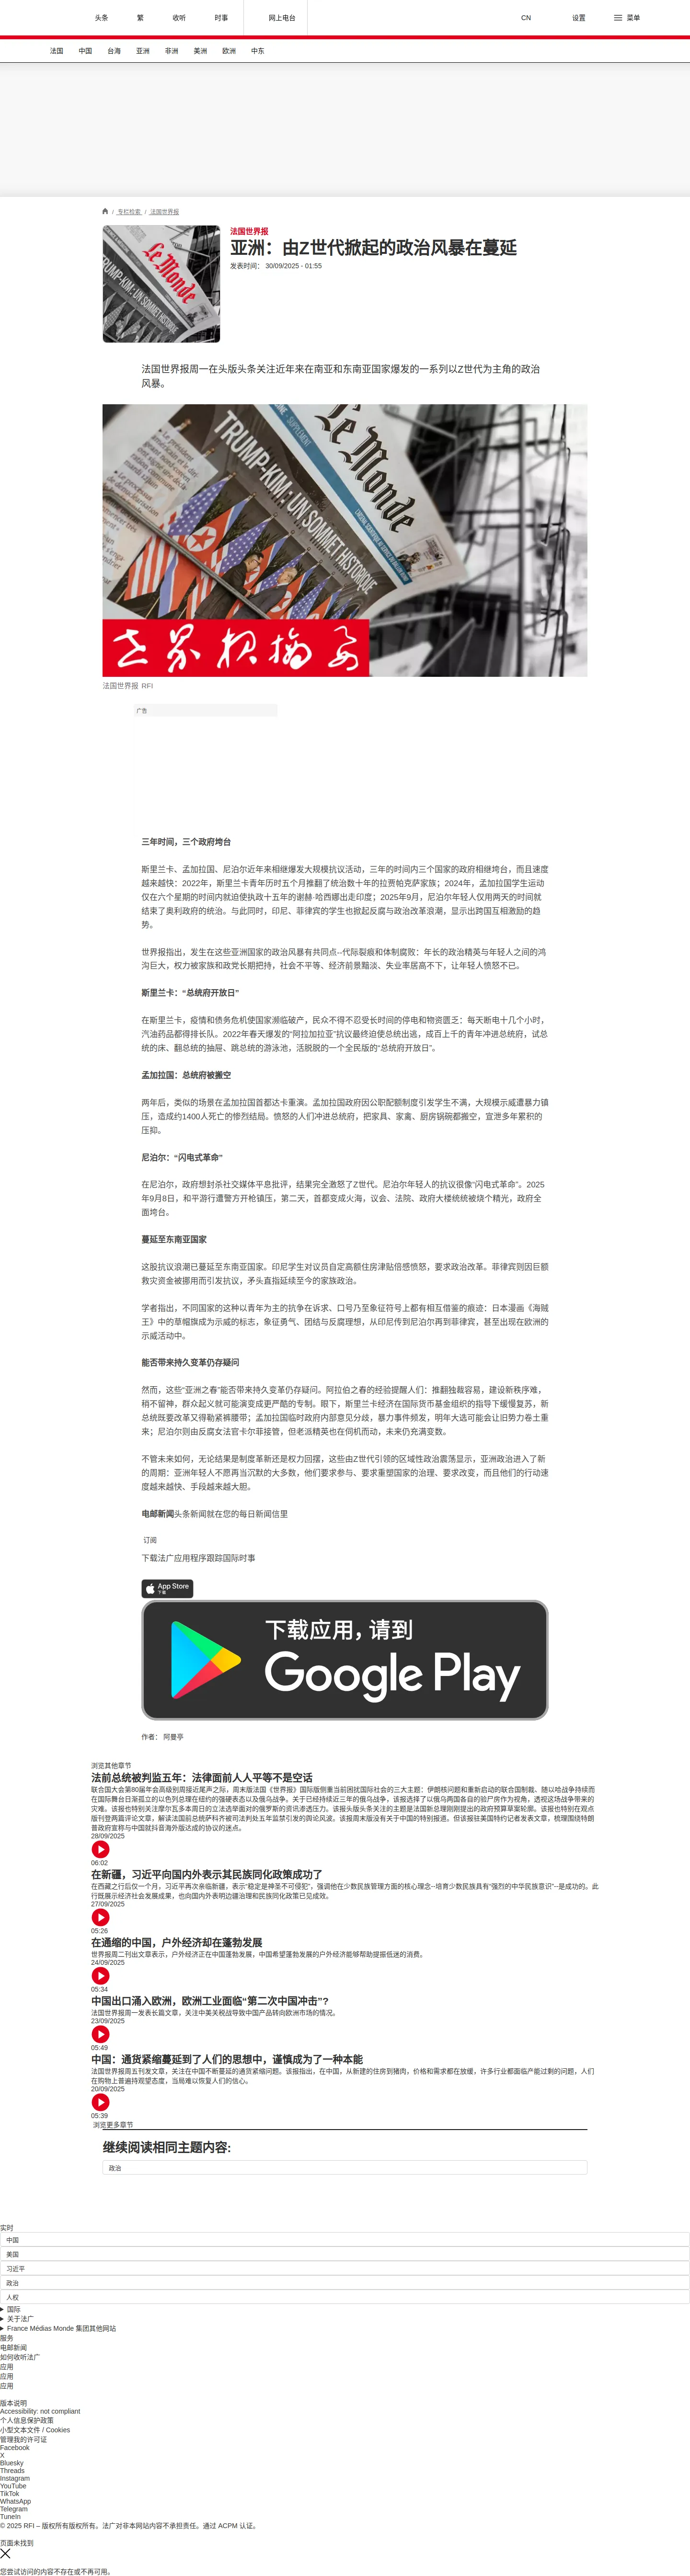 头条
繁
收听
时事
网上电台
CN
设置
菜单
法国
中国
台海
亚洲
非洲
美洲
欧洲
中东
/ 专栏检索 / 法国世界报
法国世界报
亚洲：由Z世代掀起的政治风暴在蔓延
发表时间： 30/09/2025 - 01:55
法国世界报周一在头版头条关注近年来在南亚和东南亚国家爆发的一系列以Z世代为主角的政治
风暴。
Le Monde
TRUMP-KIM : UN SOMMET HISTORIQUE
法国世界报 RFI
广告
三年时间，三个政府垮台
斯里兰卡、孟加拉国、尼泊尔近年来相继爆发大规模抗议活动，三年的时间内三个国家的政府相继垮台，而且速度
越来越快：2022年，斯里兰卡青年历时五个月推翻了统治数十年的拉贾帕克萨家族；2024年，孟加拉国学生运动
仅在六个星期的时间内就迫使执政十五年的谢赫·哈西娜出走印度；2025年9月，尼泊尔年轻人仅用两天的时间就
结束了奥利政府的统治。与此同时，印尼、菲律宾的学生也掀起反腐与政治改革浪潮，显示出跨国互相激励的趋
势。
世界报指出，发生在这些亚洲国家的政治风暴有共同点--代际裂痕和体制腐败：年长的政治精英与年轻人之间的鸿
沟巨大，权力被家族和政党长期把持，社会不平等、经济前景黯淡、失业率居高不下，让年轻人愤怒不已。
斯里兰卡：“总统府开放日”
在斯里兰卡，疫情和债务危机使国家濒临破产，民众不得不忍受长时间的停电和物资匮乏：每天断电十几个小时，
汽油药品都得排长队。2022年春天爆发的“阿拉加拉亚”抗议最终迫使总统出逃，成百上千的青年冲进总统府，试总
统的床、翻总统的抽屉、跳总统的游泳池，活脱脱的一个全民版的“总统府开放日”。
孟加拉国：总统府被搬空
两年后，类似的场景在孟加拉国首都达卡重演。孟加拉国政府因公职配额制度引发学生不满，大规模示威遭暴力镇
压，造成约1400人死亡的惨烈结局。愤怒的人们冲进总统府，把家具、家禽、厨房锅碗都搬空，宣泄多年累积的
压抑。
尼泊尔：“闪电式革命”
在尼泊尔，政府想封杀社交媒体平息批评，结果完全激怒了Z世代。尼泊尔年轻人的抗议很像“闪电式革命”。2025
年9月8日，和平游行遭警方开枪镇压，第二天，首都变成火海，议会、法院、政府大楼统统被烧个精光，政府全
面垮台。
蔓延至东南亚国家
这股抗议浪潮已蔓延至东南亚国家。印尼学生对议员自定高额住房津贴倍感愤怒，要求政治改革。菲律宾则因巨额
救灾资金被挪用而引发抗议，矛头直指延续至今的家族政治。
学者指出，不同国家的这种以青年为主的抗争在诉求、口号乃至象征符号上都有相互借鉴的痕迹：日本漫画《海贼
王》中的草帽旗成为示威的标志，象征勇气、团结与反腐理想，从印尼传到尼泊尔再到菲律宾，甚至出现在欧洲的
示威活动中。
能否带来持久变革仍存疑问
然而，这些“亚洲之春”能否带来持久变革仍存疑问。阿拉伯之春的经验提醒人们：推翻独裁容易，建设新秩序难，
稍不留神，群众起义就可能演变成更严酷的专制。眼下，斯里兰卡经济在国际货币基金组织的指导下缓慢复苏，新
总统既要改革又得勒紧裤腰带；孟加拉国临时政府内部意见分歧，暴力事件频发，明年大选可能会让旧势力卷土重
来；尼泊尔则由反腐女法官卡尔菲接管，但老派精英也在伺机而动，未来仍充满变数。
不管未来如何，无论结果是制度革新还是权力回摆，这些由Z世代引领的区域性政治震荡显示，亚洲政治进入了新
的周期：亚洲年轻人不愿再当沉默的大多数，他们要求参与、要求重塑国家的治理、要求改变，而且他们的行动速
度越来越快、手段越来越大胆。
电邮新闻头条新闻就在您的每日新闻信里
订阅
下载法广应用程序跟踪国际时事
App Store
下载
下载应用，请到
Google Play
作者： 阿曼亭
浏览其他章节
法前总统被判监五年：法律面前人人平等不是空话
联合国大会第80届年会高级别周接近尾声之际，周末版法国《世界报》国际版侧重当前困扰国际社会的三大主题：伊朗核问题和重新启动的联合国制裁、随以哈战争持续而
在国际舞台日渐孤立的以色列总理在纽约的强硬表态以及俄乌战争，关于已经持续近三年的俄乌战争，该报选择了以俄乌两国各自的验尸房作为视角，透视这场战争带来的
灾难。该报也特别关注摩尔瓦多本周日的立法选举面对的俄罗斯的资讯渗透压力。该报头版头条关注的主题是法国新总理刚刚提出的政府预算草案轮廓。该报也特别在观点
版刊登两篇评论文章，解读法国前总统萨科齐被司法判处五年监禁引发的舆论风波。该报周末版没有关于中国的特别报道。但该报驻美国特约记者发表文章，梳理围绕特朗
普政府宣称与中国就抖音海外版达成的协议的迷点。
28/09/2025
06:02
在新疆，习近平向国内外表示其民族同化政策成功了
在西藏之行后仅一个月，习近平再次亲临新疆，表示“稳定是神圣不可侵犯”，强调他在少数民族管理方面的核心理念--培育少数民族具有“强烈的中华民族意识”--是成功的。此
行既展示经济社会发展成果，也向国内外表明边疆治理和民族同化政策已见成效。
27/09/2025
05:26
在通缩的中国，户外经济却在蓬勃发展
世界报周二刊出文章表示，户外经济正在中国蓬勃发展，中国希望蓬勃发展的户外经济能够帮助提振低迷的消费。
24/09/2025
05:34
中国出口涌入欧洲，欧洲工业面临“第二次中国冲击”？
法国世界报周一发表长篇文章，关注中美关税战导致中国产品转向欧洲市场的情况。
23/09/2025
05:49
中国：通货紧缩蔓延到了人们的思想中，谨慎成为了一种本能
法国世界报周五刊发文章，关注在中国不断蔓延的通货紧缩问题。该报指出，在中国，从新建的住房到猪肉，价格和需求都在放缓，许多行业都面临产能过剩的问题，人们
在购物上普遍持观望态度，当局难以恢复人们的信心。
20/09/2025
05:39
浏览更多章节
继续阅读相同主题内容:
政治
实时
中国
美国
习近平
政治
人权
国际
关于法广
France Médias Monde 集团其他网站
服务
电邮新闻
如何收听法广
应用
应用
应用
版本说明
Accessibility: not compliant
个人信息保护政策
小型文本文件 / Cookies
管理我的许可证
Facebook
X
Bluesky
Threads
Instagram
YouTube
TikTok
WhatsApp
Telegram
TuneIn
© 2025 RFI – 版权所有版权所有。法广对非本网站内容不承担责任。通过 ACPM 认证。
页面未找到
您尝试访问的内容不存在或不再可用。